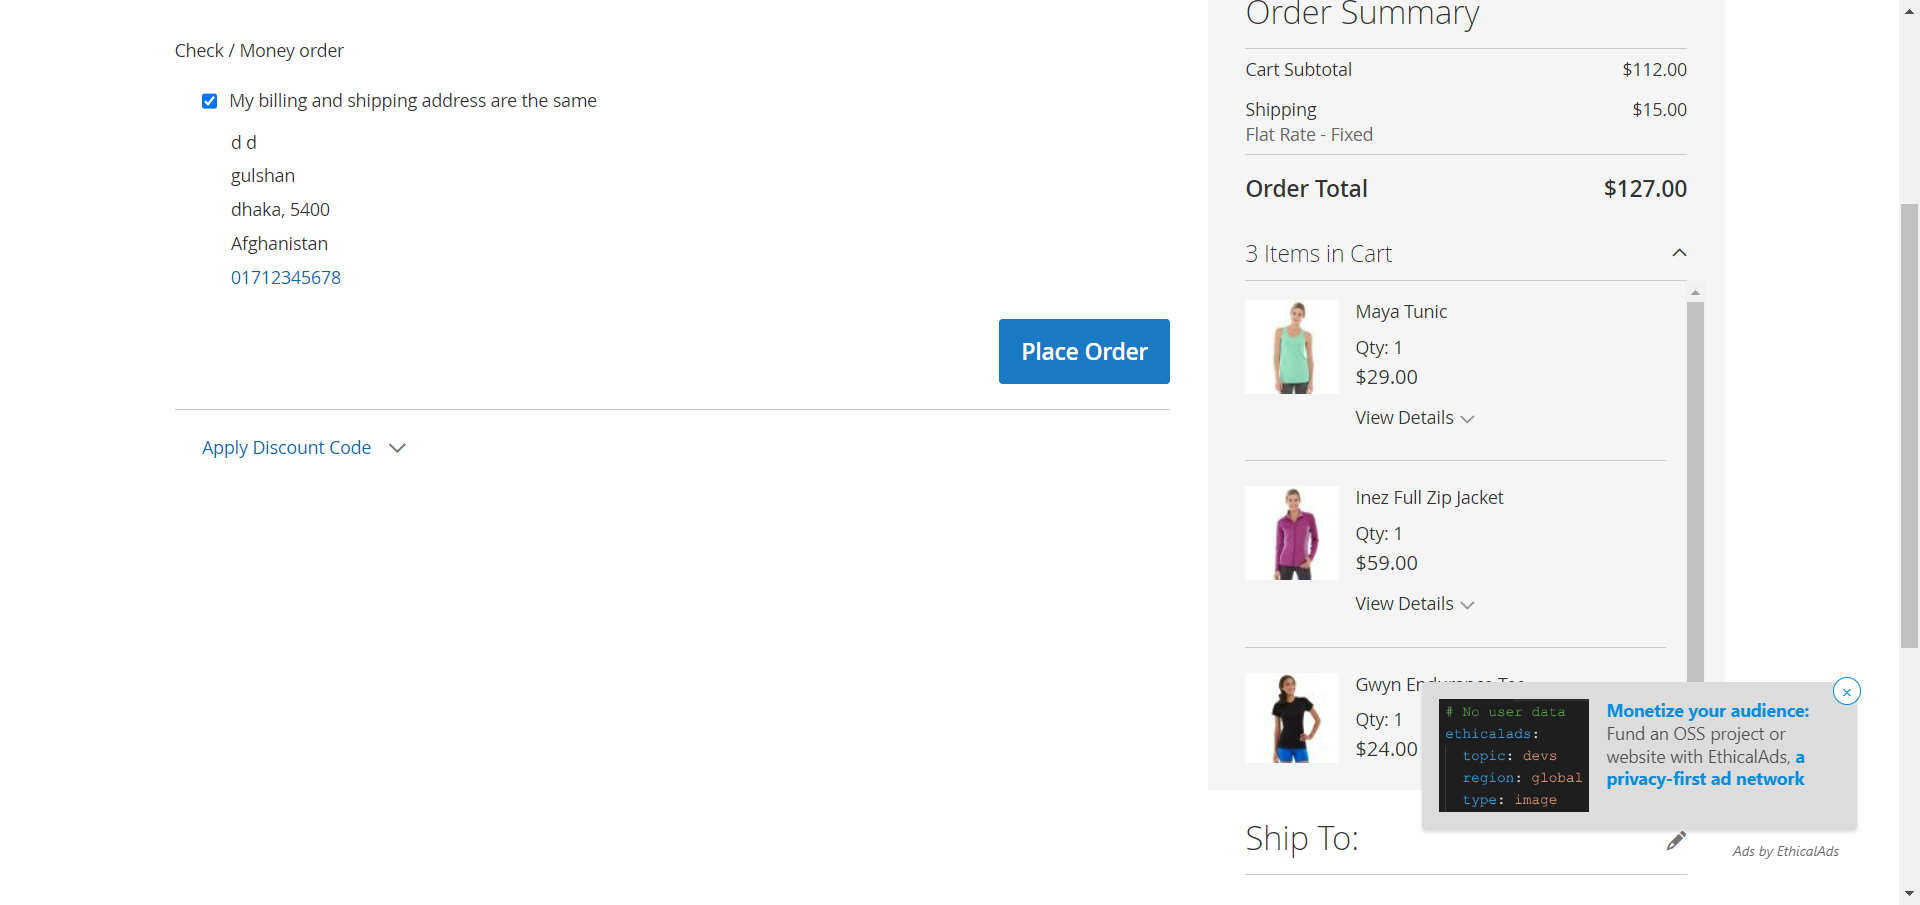 Check / Money order
My billing and shipping address are the same
d d
gulshan
dhaka, 5400
Afghanistan
01712345678
Place Order
Apply Discount Code
Order Summary
Cart Subtotal $112.00
Shipping $15.00
Flat Rate - Fixed
Order Total $127.00
3 Items in Cart
Maya Tunic
Qty: 1
$29.00
View Details
Inez Full Zip Jacket
Qty: 1
$59.00
View Details
Gwyn Endurance Tee
Qty: 1
$24.00
# No user data
ethicalads:
topic: devs
region: global
type: image
Monetize your audience:
Fund an OSS project or
website with EthicalAds, a
privacy-first ad network
Ads by EthicalAds
Ship To: